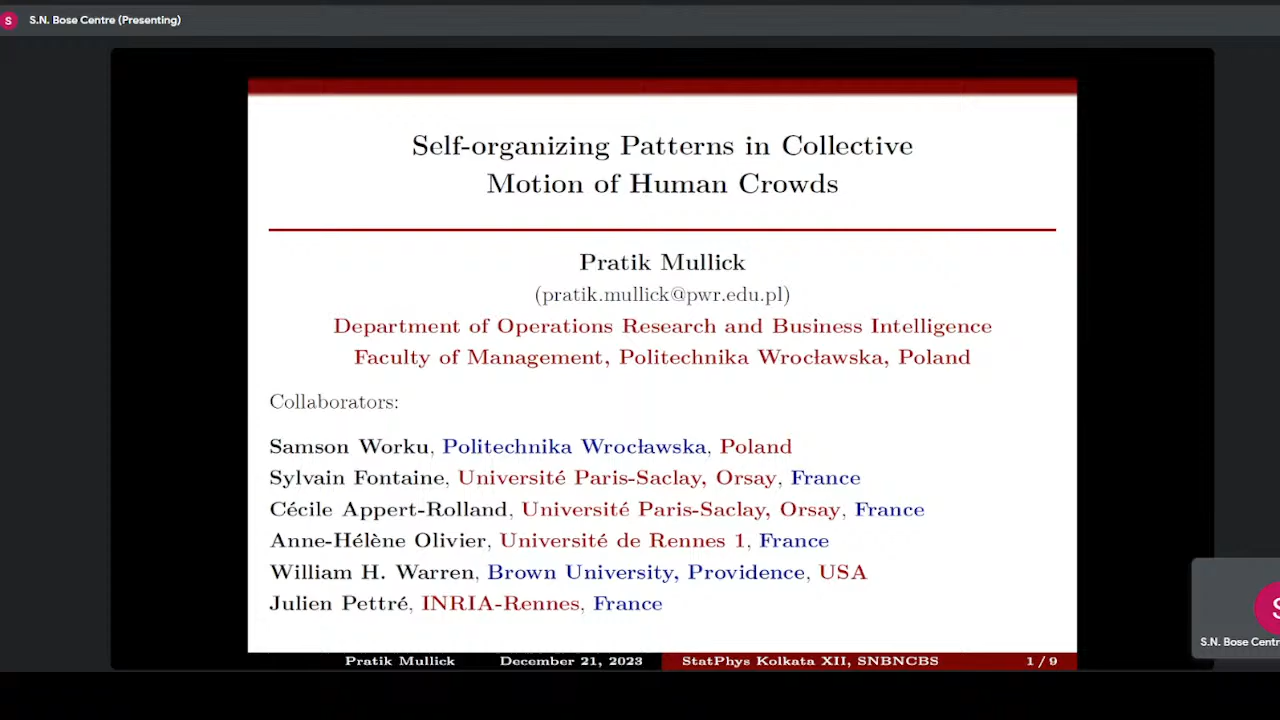 S
S.N. Bose Centre (Presenting)
Self-organizing Patterns in Collective
Motion of Human Crowds
Pratik Mullick
(pratik.mullick@pwr.edu.pl)
Department of Operations Research and Business Intelligence
Faculty of Management, Politechnika Wrocławska, Poland
Collaborators:
Samson Worku, Politechnika Wrocławska, Poland
Sylvain Fontaine, Université Paris-Saclay, Orsay, France
Cécile Appert-Rolland, Université Paris-Saclay, Orsay, France
Anne-Hélène Olivier, Université de Rennes 1, France
William H. Warren, Brown University, Providence, USA
Julien Pettré, INRIA-Rennes, France
S
S.N. Bose Centr
Pratik Mullick December 21, 2023 StatPhys Kolkata XII, SNBNCBS 1 / 9